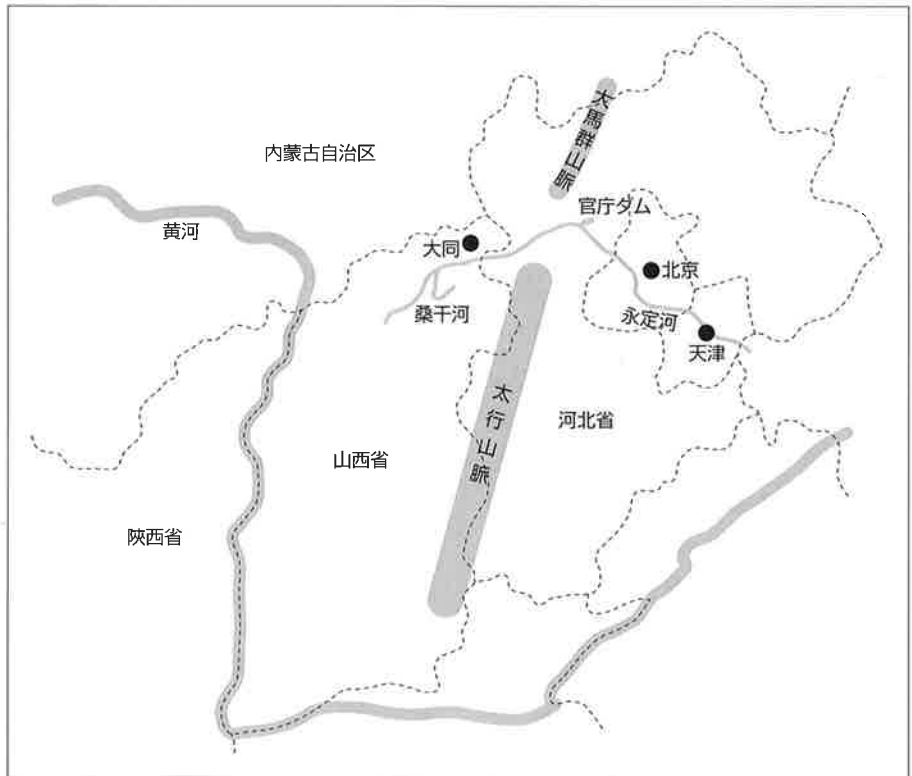 大馬群山脈
内蒙古自治区
官庁ダム
黄河
大同
北京
桑干河
永定河
天津
太行山脈
河北省
山西省
陝西省